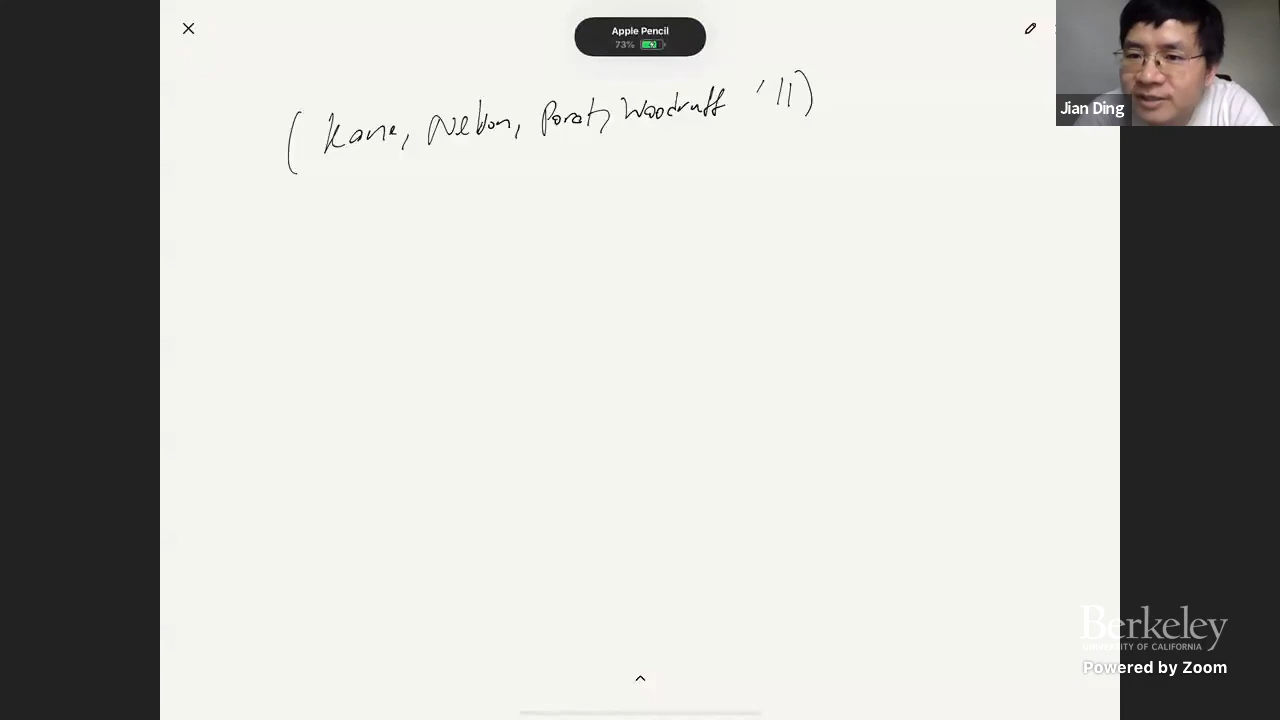 Apple Pencil
73%
( Kane, Nelson, Porat, Woodruff '11)
Jian Ding
Berkeley
UNIVERSITY OF CALIFORNIA
Powered by Zoom